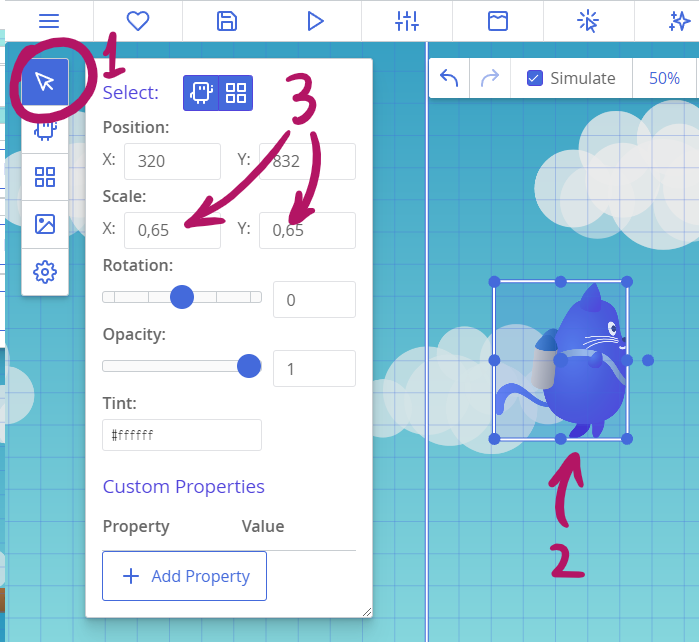 1
Select:
3
Simulate
50%
Position:
X: 320 Y: 832
Scale:
X: 0,65 Y: 0,65
Rotation:
0
Opacity:
1
Tint:
#ffffff
Custom Properties
Property Value
+ Add Property
2